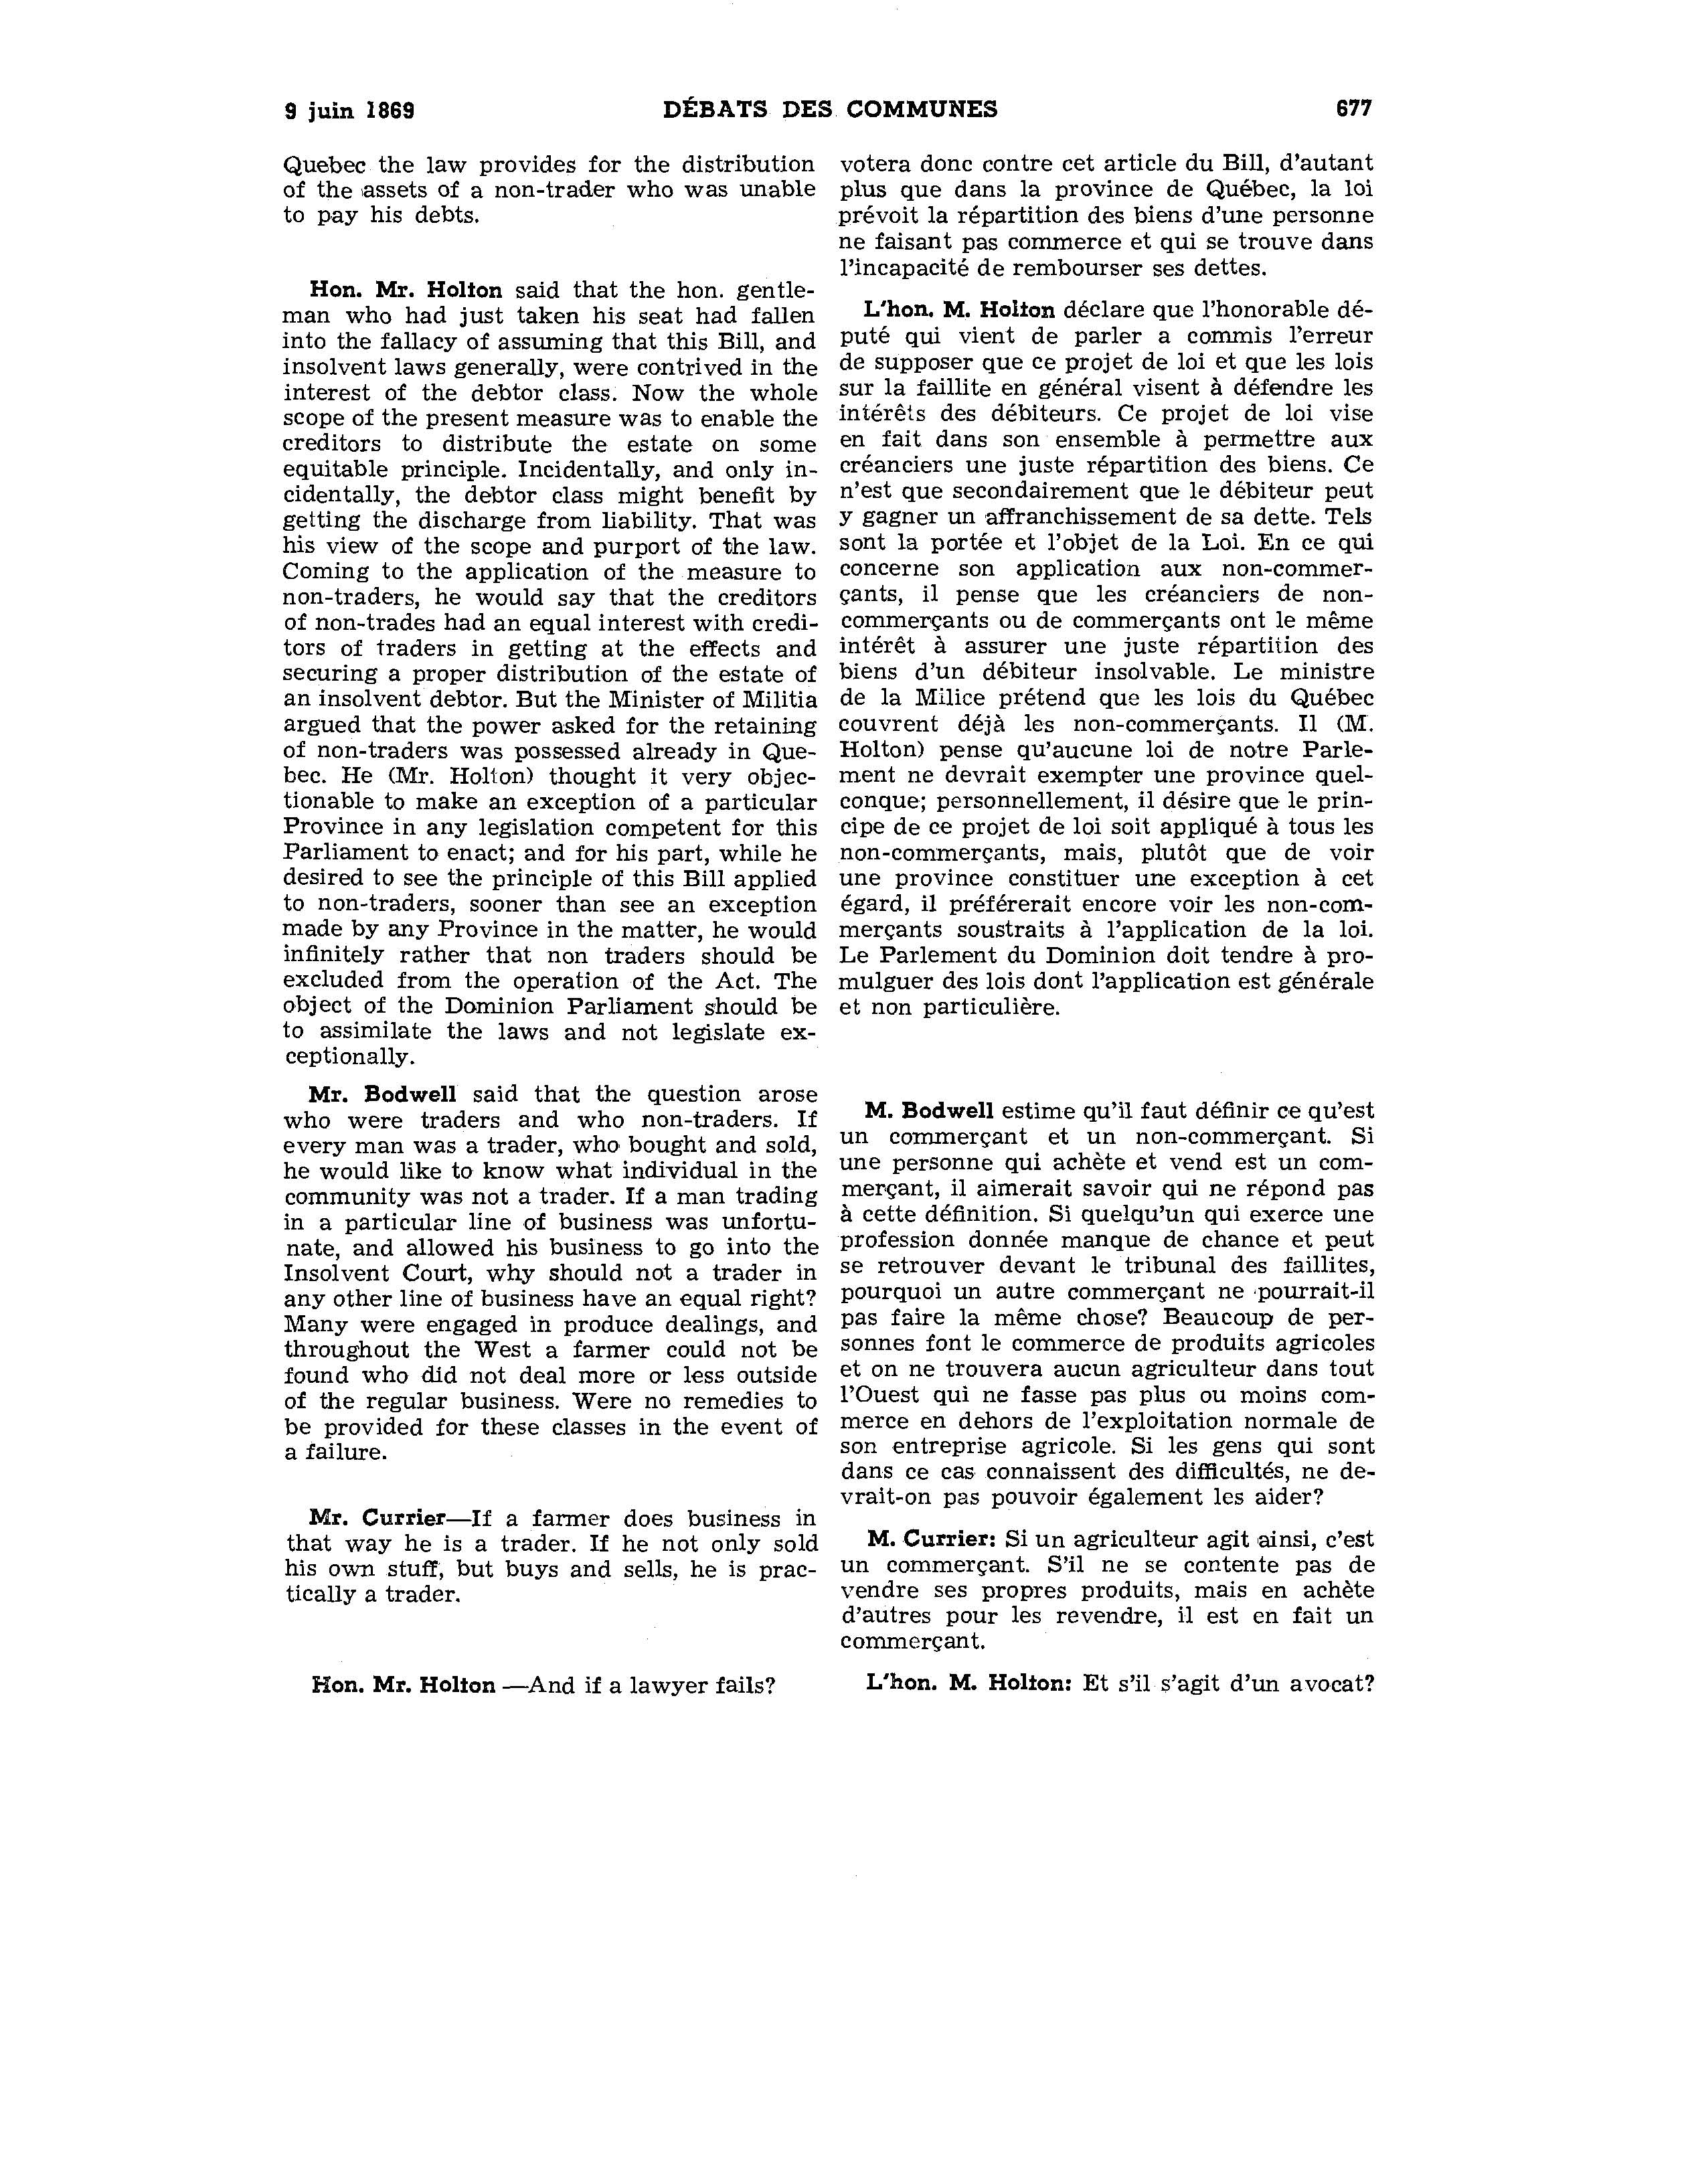 9 juin 1869 DÉBATS DES COMMUNES 677
Quebec the law provides for the distribution
of the assets of a non-trader who was unable
to pay his debts.
Hon. Mr. Holton said that the hon. gentle-
man who had just taken his seat had fallen
into the fallacy of assuming that this Bill, and
insolvent laws generally, were contrived in the
interest of the debtor class. Now the whole
scope of the present measure was to enable the
creditors to distribute the estate on some
equitable principle. Incidentally, and only in-
cidentally, the debtor class might benefit by
getting the discharge from liability. That was
his view of the scope and purport of the law.
Coming to the application of the measure to
non-traders, he would say that the creditors
of non-trades had an equal interest with credi-
tors of traders in getting at the effects and
securing a proper distribution of the estate of
an insolvent debtor. But the Minister of Militia
argued that the power asked for the retaining
of non-traders was possessed already in Que-
bec. He (Mr. Holton) thought it very objec-
tionable to make an exception of a particular
Province in any legislation competent for this
Parliament to enact; and for his part, while he
desired to see the principle of this Bill applied
to non-traders, sooner than see an exception
made by any Province in the matter, he would
infinitely rather that non traders should be
excluded from the operation of the Act. The
object of the Dominion Parliament should be
to assimilate the laws and not legislate ex-
ceptionally.
Mr. Bodwell said that the question arose
who were traders and who non-traders. If
every man was a trader, who bought and sold,
he would like to know what individual in the
community was not a trader. If a man trading
in a particular line of business was unfortu-
nate, and allowed his business to go into the
Insolvent Court, why should not a trader in
any other line of business have an equal right?
Many were engaged in produce dealings, and
throughout the West a farmer could not be
found who did not deal more or less outside
of the regular business. Were no remedies to
be provided for these classes in the event of
a failure.
Mr. Currier—If a farmer does business in
that way he is a trader. If he not only sold
his own stuff, but buys and sells, he is prac-
tically a trader.
Hon. Mr. Holton —And if a lawyer fails?
votera donc contre cet article du Bill, d'autant
plus que dans la province de Québec, la loi
prévoit la répartition des biens d'une personne
ne faisant pas commerce et qui se trouve dans
l'incapacité de rembourser ses dettes.
L'hon. M. Holton déclare que l'honorable dé-
puté qui vient de parler a commis l'erreur
de supposer que ce projet de loi et que les lois
sur la faillite en général visent à défendre les
intérêts des débiteurs. Ce projet de loi vise
en fait dans son ensemble à permettre aux
créanciers une juste répartition des biens. Ce
n'est que secondairement que le débiteur peut
y gagner un affranchissement de sa dette. Tels
sont la portée et l'objet de la Loi. En ce qui
concerne son application aux non-commer-
çants, il pense que les créanciers de non-
commerçants ou de commerçants ont le même
intérêt à assurer une juste répartition des
biens d'un débiteur insolvable. Le ministre
de la Milice prétend que les lois du Québec
couvrent déjà les non-commerçants. Il (M.
Holton) pense qu'aucune loi de notre Parle-
ment ne devrait exempter une province quel-
conque; personnellement, il désire que le prin-
cipe de ce projet de loi soit appliqué à tous les
non-commerçants, mais, plutôt que de voir
une province constituer une exception à cet
égard, il préférerait encore voir les non-com-
merçants soustraits à l'application de la loi.
Le Parlement du Dominion doit tendre à pro-
mulguer des lois dont l'application est générale
et non particulière.
M. Bodwell estime qu'il faut définir ce qu'est
un commerçant et un non-commerçant. Si
une personne qui achète et vend est un com-
merçant, il aimerait savoir qui ne répond pas
à cette définition. Si quelqu'un qui exerce une
profession donnée manque de chance et peut
se retrouver devant le tribunal des faillites,
pourquoi un autre commerçant ne pourrait-il
pas faire la même chose? Beaucoup de per-
sonnes font le commerce de produits agricoles
et on ne trouvera aucun agriculteur dans tout
l'Ouest qui ne fasse pas plus ou moins com-
merce en dehors de l'exploitation normale de
son entreprise agricole. Si les gens qui sont
dans ce cas connaissent des difficultés, ne de-
vrait-on pas pouvoir également les aider?
M. Currier: Si un agriculteur agit ainsi, c'est
un commerçant. S'il ne se contente pas de
vendre ses propres produits, mais en achète
d'autres pour les revendre, il est en fait un
commerçant.
L'hon. M. Holton: Et s'il s'agit d'un avocat?